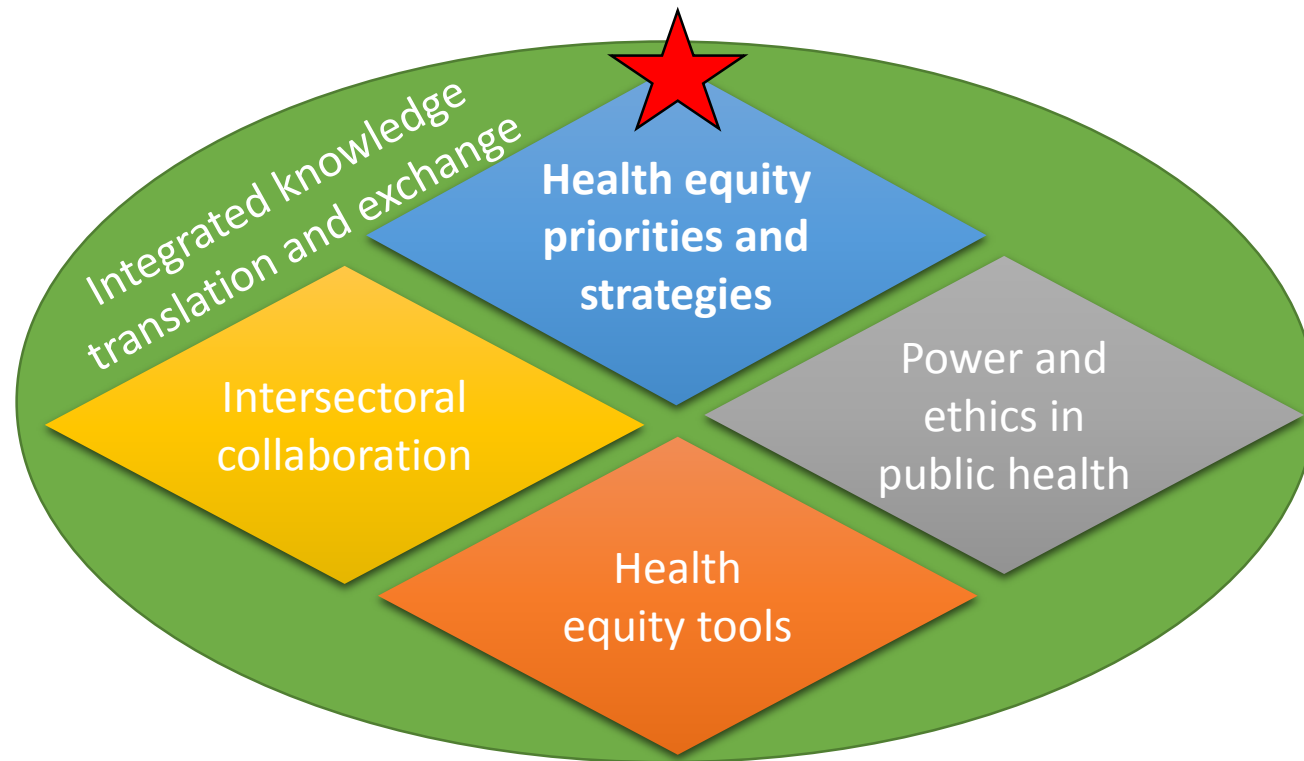 Integrated knowledge
translation and exchange
Health equity
priorities and
strategies
Intersectoral
collaboration
Power and
ethics in
public health
Health
equity tools